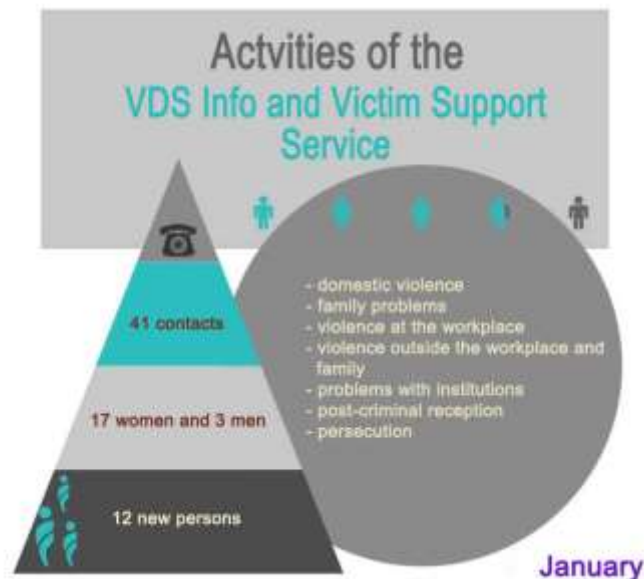 Actvities of the
VDS Info and Victim Support
Service
41 contacts
17 women and 3 men
12 new persons
- domestic violence
- family problems
- violence at the workplace
- violence outside the workplace and
family
- problems with institutions
- post-criminal reception
- persecution
January